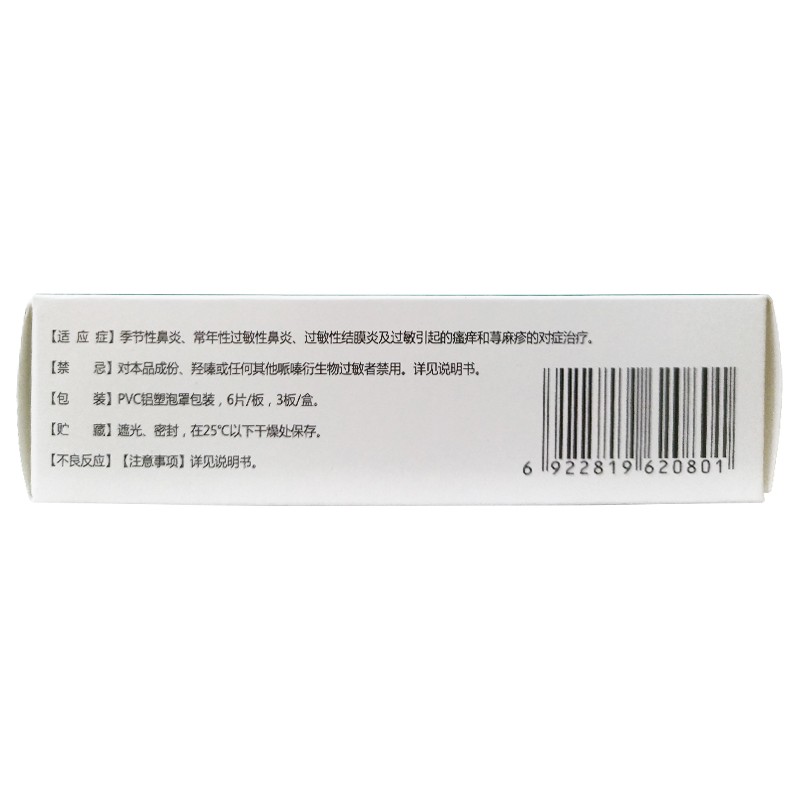 【适 应 症】季节性鼻炎、常年性过敏性鼻炎、过敏性结膜炎及过敏引起的瘙痒和荨麻疹的对症治疗。
【禁 忌】对本品成份、羟嗪或任何其他哌嗪衍生物过敏者禁用。详见说明书。
【包 装】PVC铝塑泡罩包装，6片/板，3板/盒。
【贮 藏】遮光、密封，在25℃以下干燥处保存。
【不良反应】【注意事项】详见说明书。
6 922819 620801